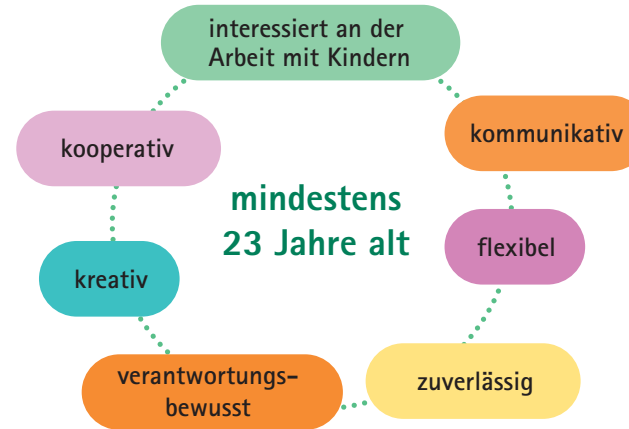 interessiert an der
Arbeit mit Kindern
kooperativ
kommunikativ
mindestens
23 Jahre alt
flexibel
kreativ
verantwortungs-
bewusst
zuverlässig